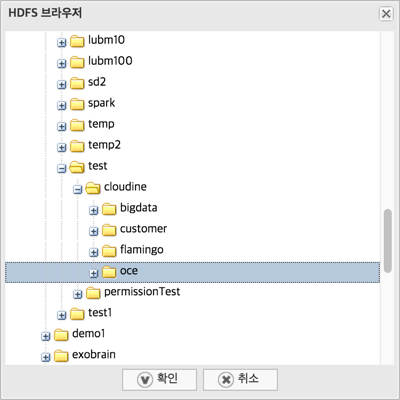 HDFS 브라우저
lubm10
lubm100
sd2
spark
temp
temp2
test
cloudine
bigdata
customer
flamingo
oce
permissionTest
test1
demo1
exobrain
확인
취소